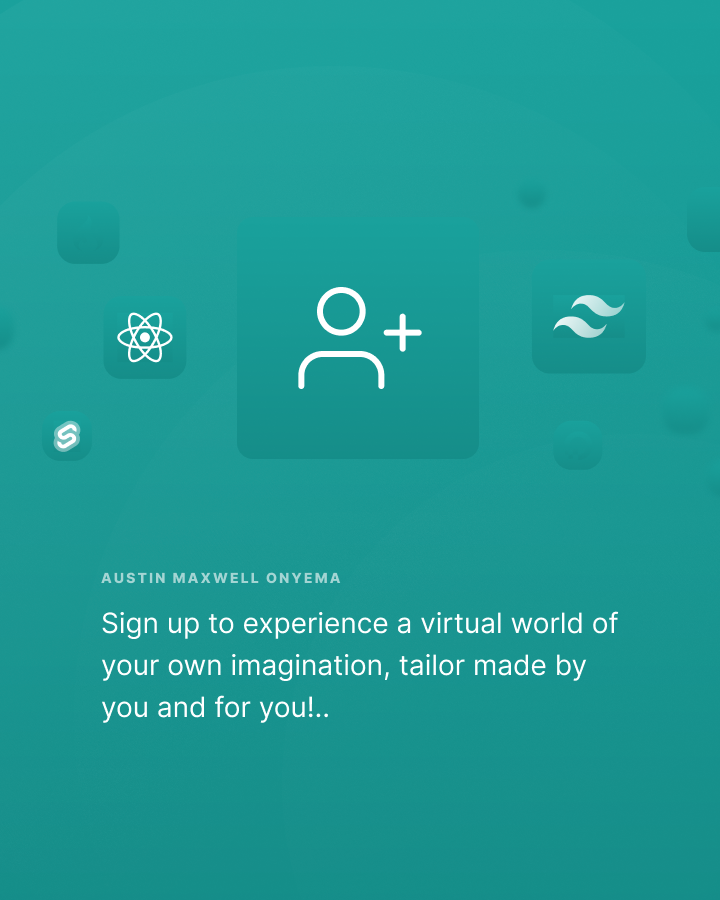 AUSTIN MAXWELL ONYEMA
Sign up to experience a virtual world of
your own imagination, tailor made by
you and for you!..